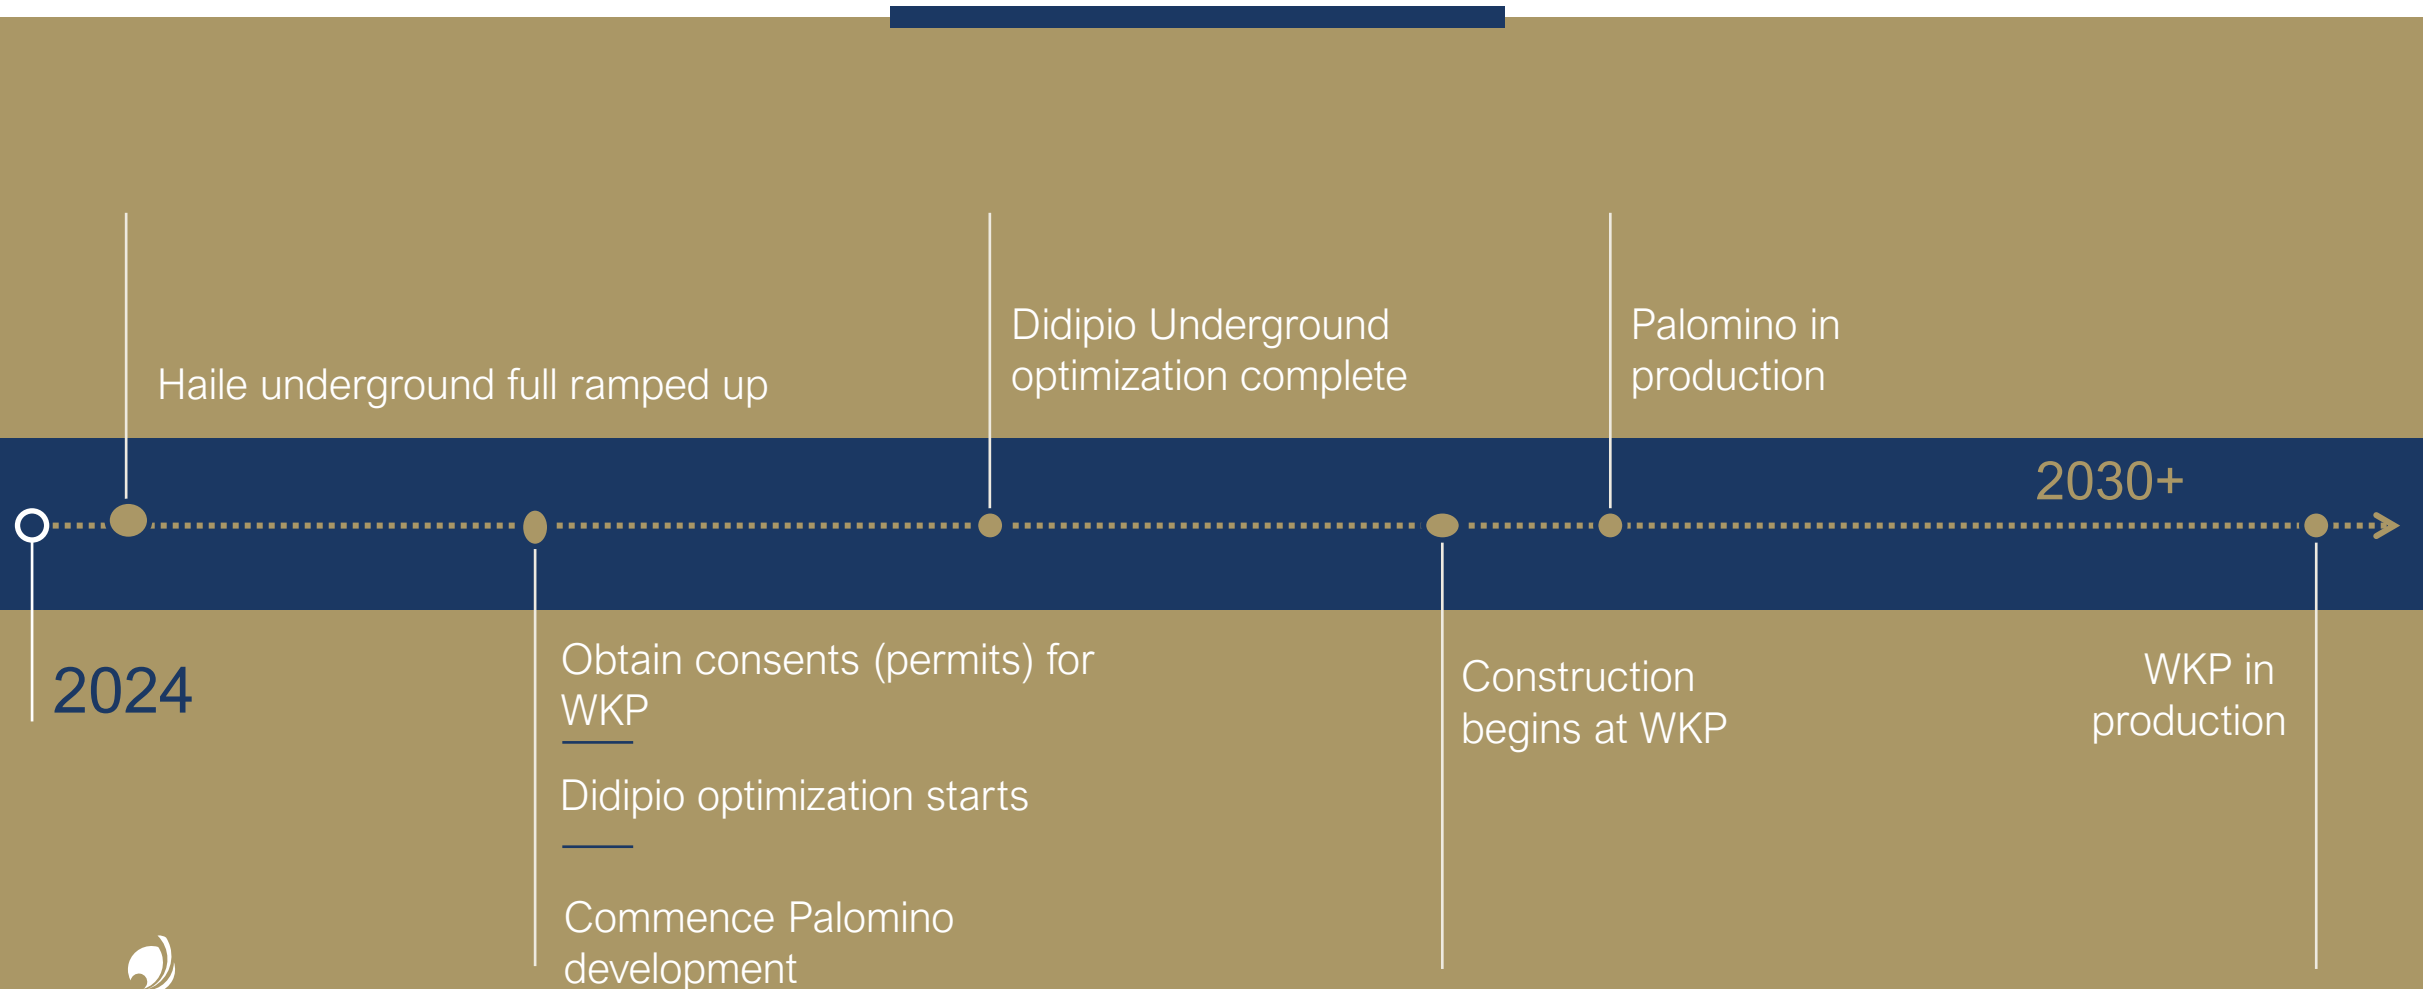 Haile underground full ramped up
Didipio Underground
optimization complete
Palomino in
production
2030+
2024
Obtain consents (permits) for
WKP
Didipio optimization starts
Commence Palomino
development
Construction
begins at WKP
WKP in
production